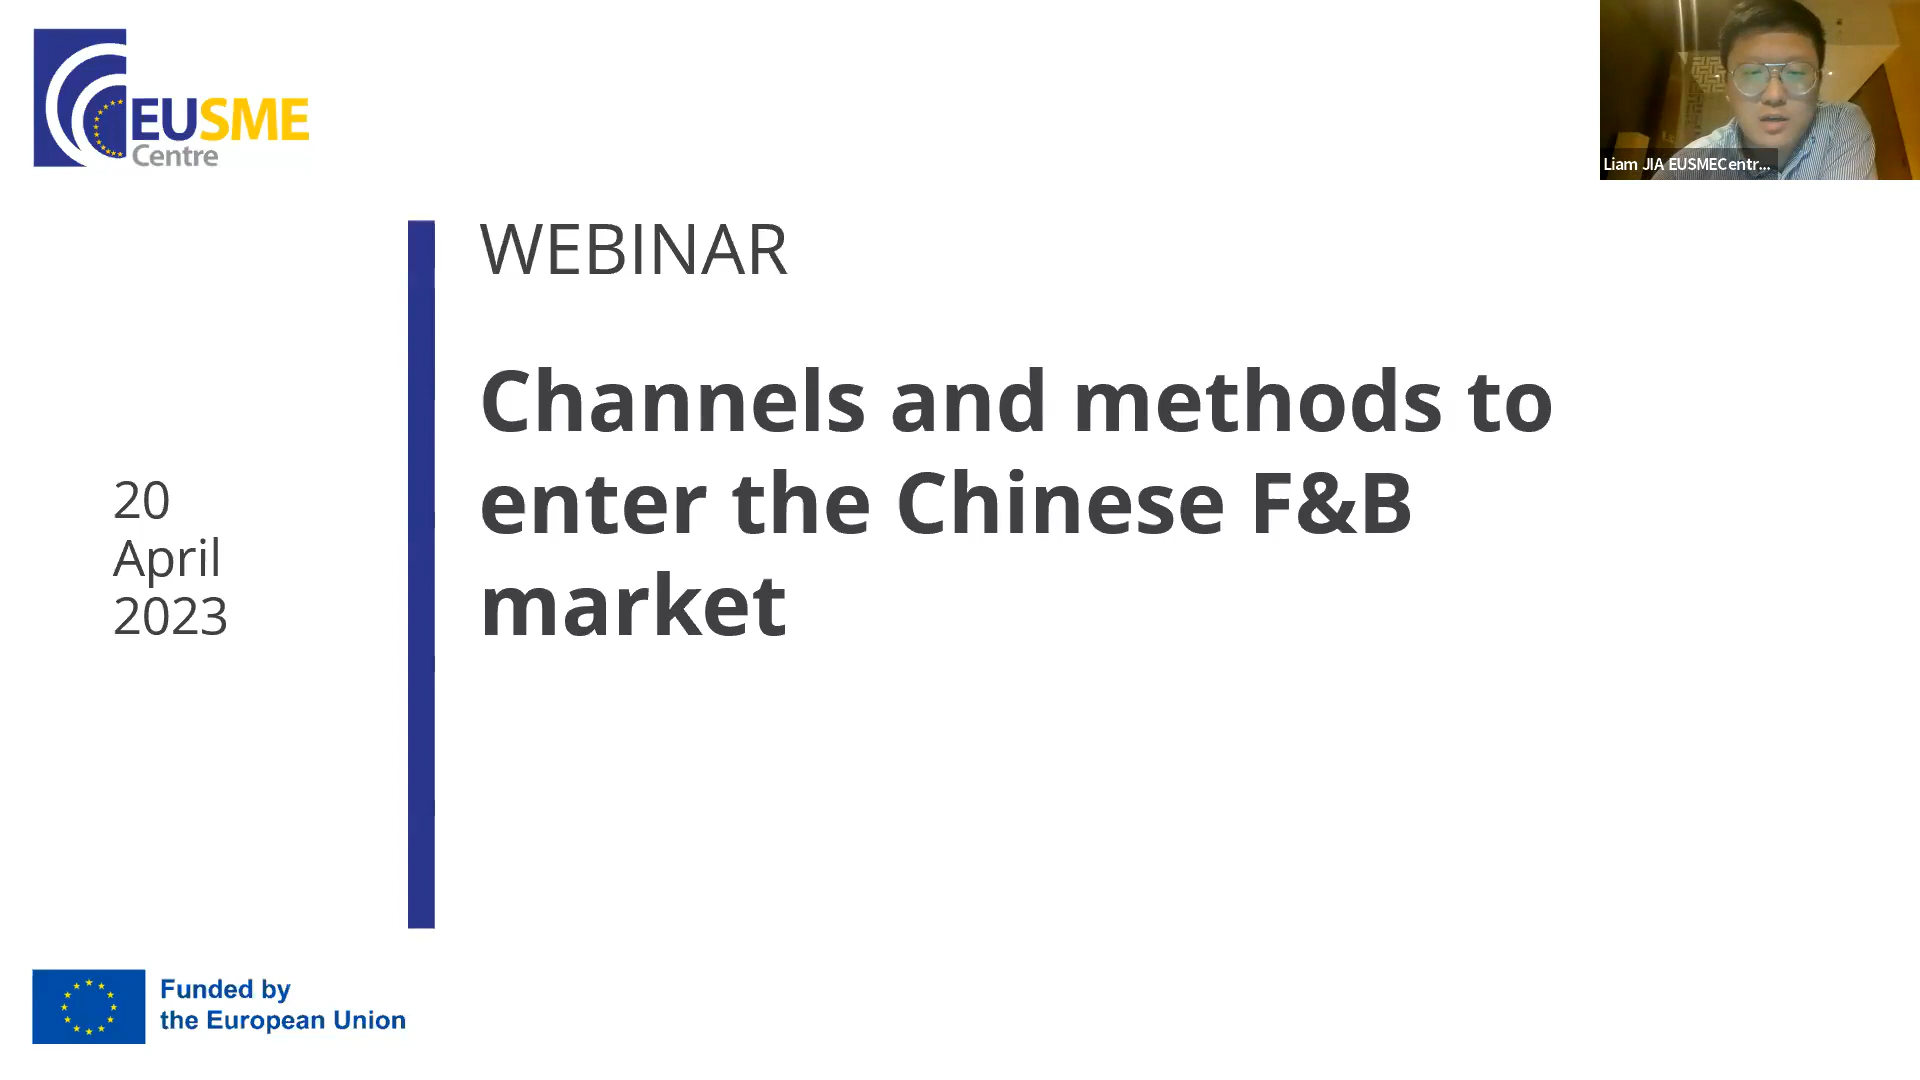 EUSME
Centre
Liam JIA EUSMECentr...
WEBINAR
Channels and methods to
enter the Chinese F&B
market
20
April
2023
Funded by
the European Union